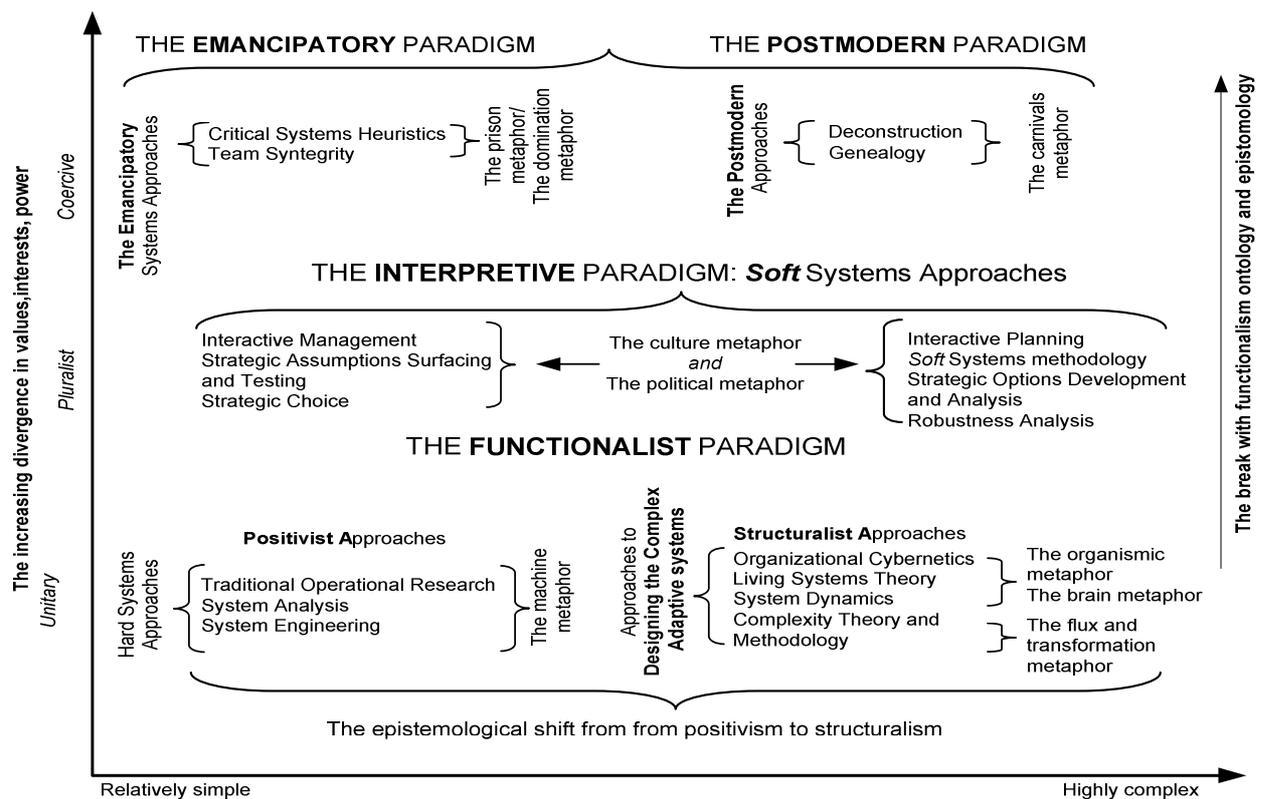 THE EMANCIPATORY PARADIGM
THE POSTMODERN PARADIGM
The increasing divergence in values,interests, power
Coercive
Pluralist
Unitary
The Emancipatory
Systems Approaches
Critical Systems Heuristics
Team Syntegrity
The prison
metaphor/
The domination
metaphor
The Postmodern
Approaches
Deconstruction
Genealogy
The carnivals
metaphor
The break with functionalism ontology and epistomology
THE INTERPRETIVE PARADIGM: Soft Systems Approaches
Interactive Management
Strategic Assumptions Surfacing
and Testing
Strategic Choice
The culture metaphor
and
The political metaphor
Interactive Planning
Soft Systems methodology
Strategic Options Development
and Analysis
Robustness Analysis
THE FUNCTIONALIST PARADIGM
Hard Systems
Approaches
Positivist Approaches
Traditional Operational Research
System Analysis
System Engineering
The machine
metaphor
Approaches to
Designing the Complex
Adaptive systems
Structuralist Approaches
Organizational Cybernetics
Living Systems Theory
System Dynamics
Complexity Theory and
Methodology
The organismic
metaphor
The brain metaphor
The flux and
transformation
metaphor
The epistemological shift from from positivism to structuralism
Relatively simple
Highly complex